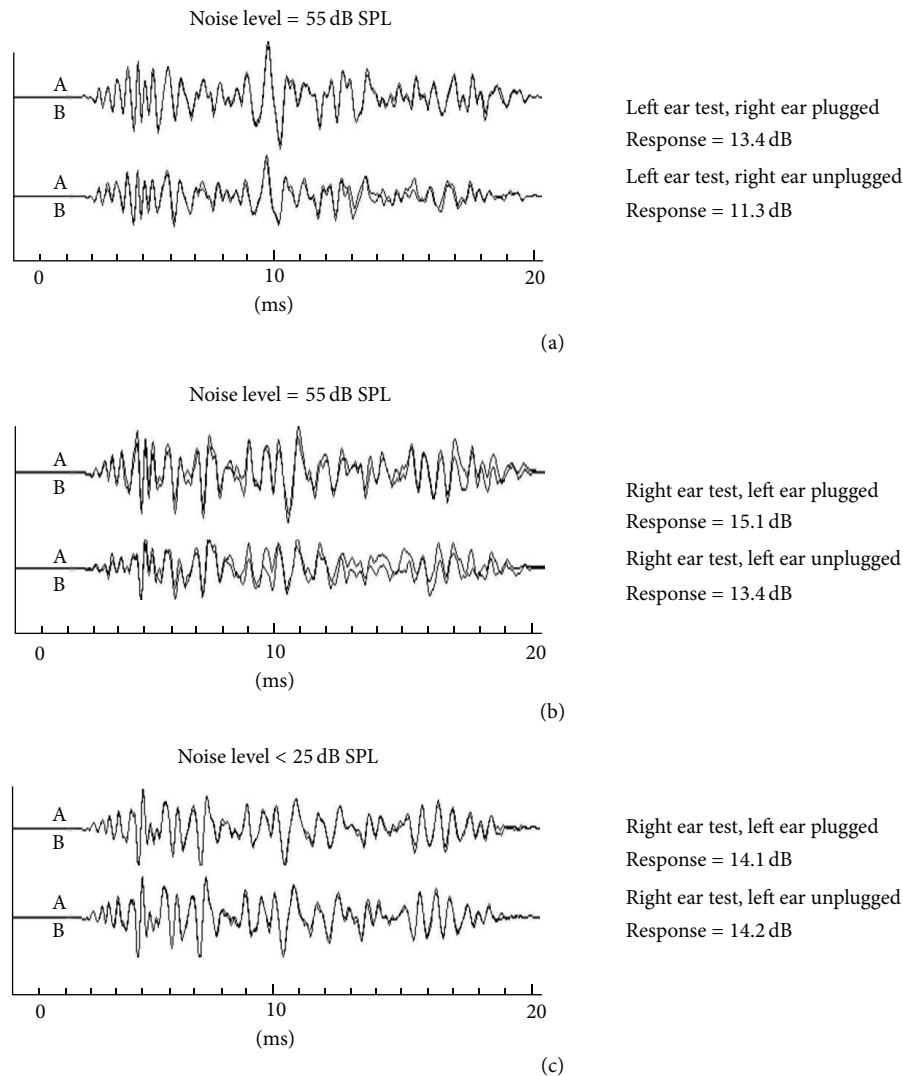 Noise level = 55 dB SPL
A
B
A
B
Left ear test, right ear plugged
Response = 13.4 dB
Left ear test, right ear unplugged
Response = 11.3 dB
0 10 20
(ms)
(a)
Noise level = 55 dB SPL
A
B
A
B
Right ear test, left ear plugged
Response = 15.1 dB
Right ear test, left ear unplugged
Response = 13.4 dB
0 10 20
(ms)
(b)
Noise level < 25 dB SPL
A
B
A
B
Right ear test, left ear plugged
Response = 14.1 dB
Right ear test, left ear unplugged
Response = 14.2 dB
0 10 20
(ms)
(c)